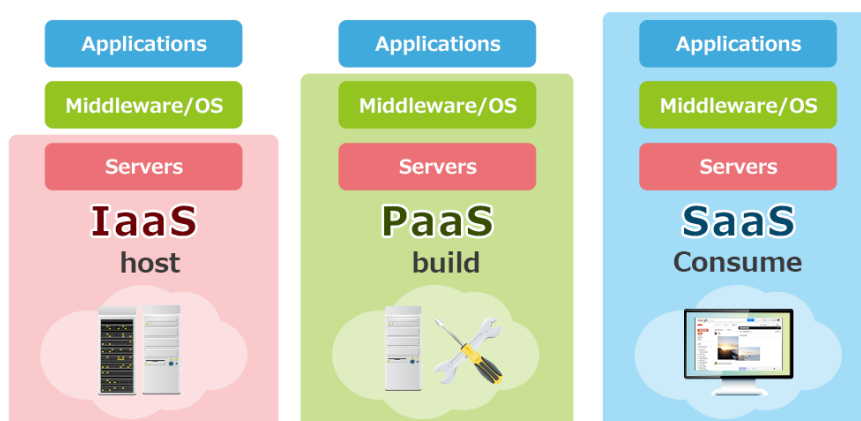 Applications
Middleware/OS
Servers
IaaS
host
Applications
Middleware/OS
Servers
PaaS
build
Applications
Middleware/OS
Servers
SaaS
Consume